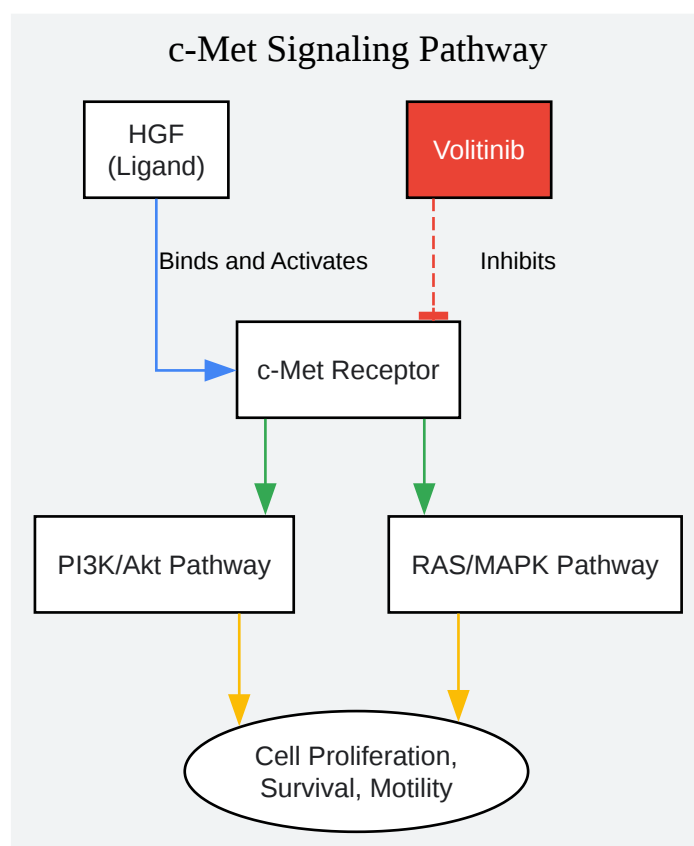 c-Met Signaling Pathway
HGF
(Ligand)
Volitinib
Binds and Activates
Inhibits
c-Met Receptor
PI3K/Akt Pathway
RAS/MAPK Pathway
Cell Proliferation,
Survival, Motility